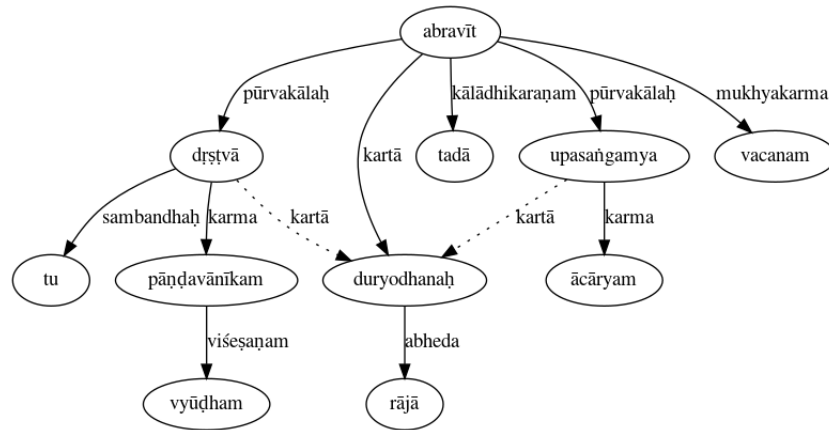 abravīt
pūrvakālaḥ kālādhikaraṇam pūrvakālaḥ mukhyakarma
dṛṣṭvā kartā tadā upasaṅgamya vacanam
sambandhaḥ karma kartā kartā karma
tu pāṇḍavānīkam duryodhanaḥ ācāryam
viśeṣaṇam abheda
vyūḍham rājā